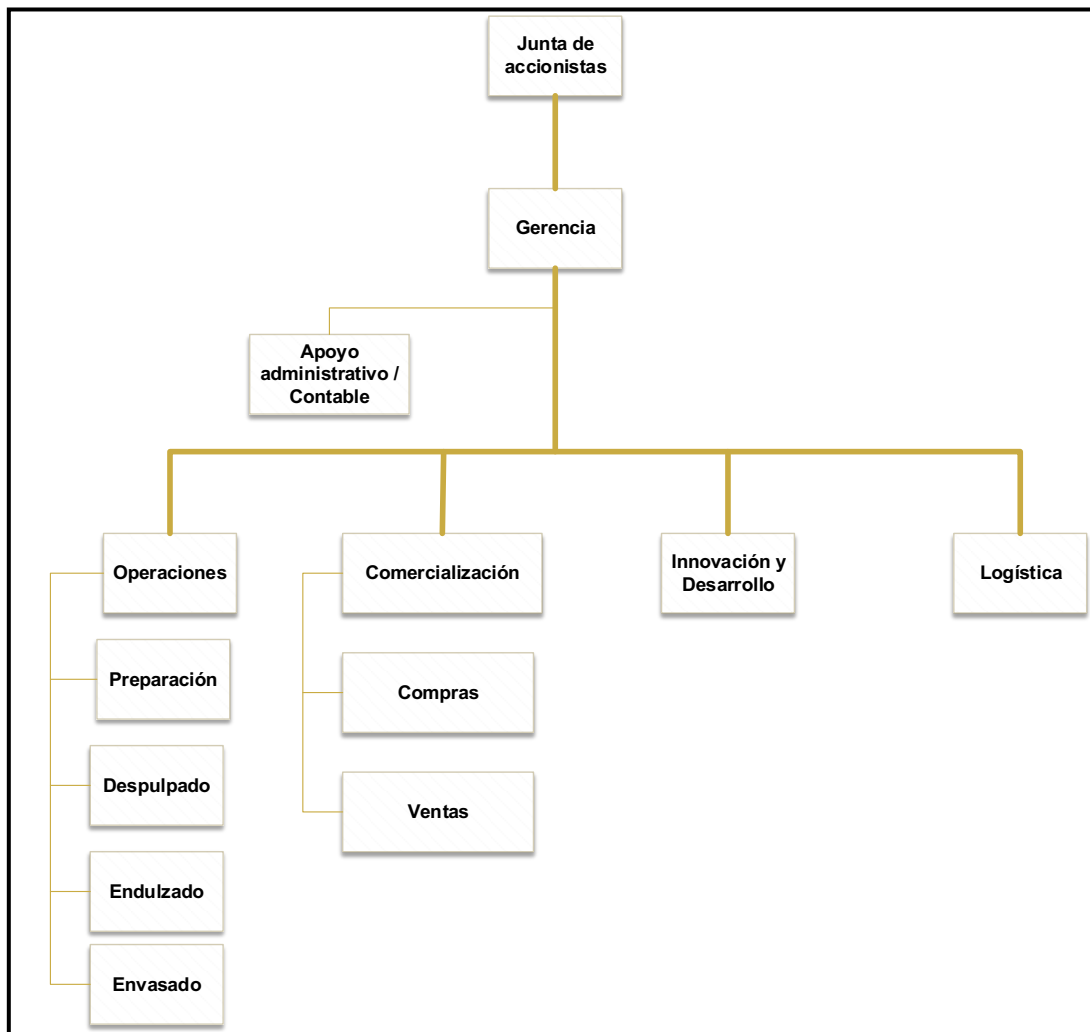 Junta de
accionistas
Gerencia
Apoyo
administrativo /
Contable
Operaciones
Comercialización
Innovación y
Desarrollo
Logística
Preparación
Compras
Despulpado
Ventas
Endulzado
Envasado